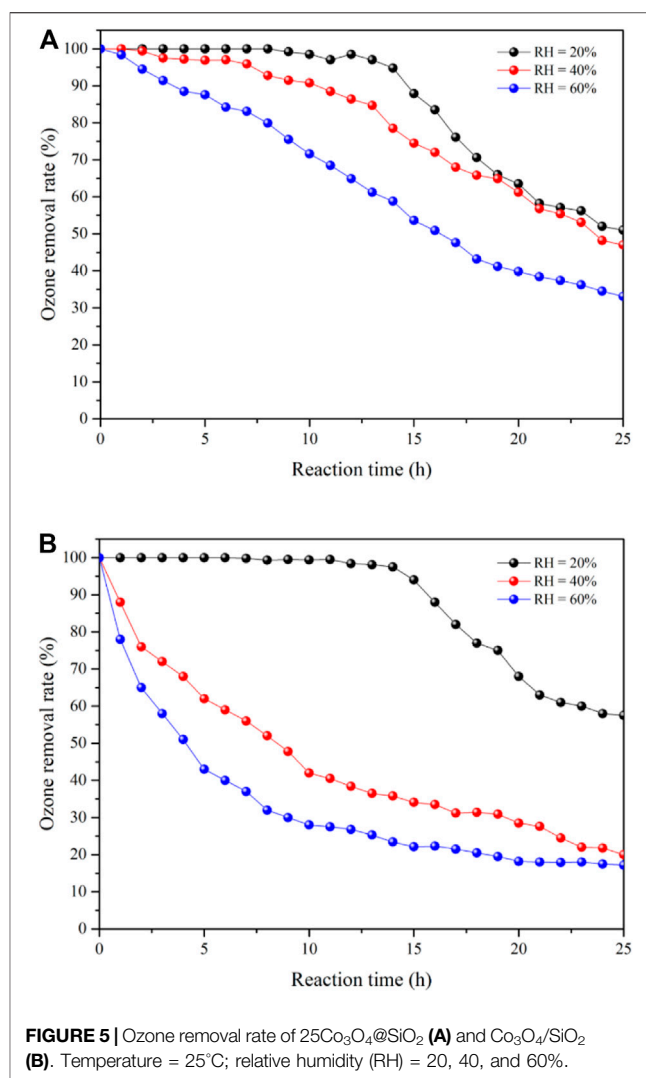 A
100
90
80
70
60
50
40
30
20
10
0
Ozone removal rate (%)
RH = 20%
RH = 40%
RH = 60%
0 5 10 15 20 25
Reaction time (h)
B
100
90
80
70
60
50
40
30
20
10
0
Ozone removal rate (%)
RH = 20%
RH = 40%
RH = 60%
0 5 10 15 20 25
Reaction time (h)
FIGURE 5 | Ozone removal rate of 25Co₃O₄@SiO₂ (A) and Co₃O₄/SiO₂
(B). Temperature = 25°C; relative humidity (RH) = 20, 40, and 60%.